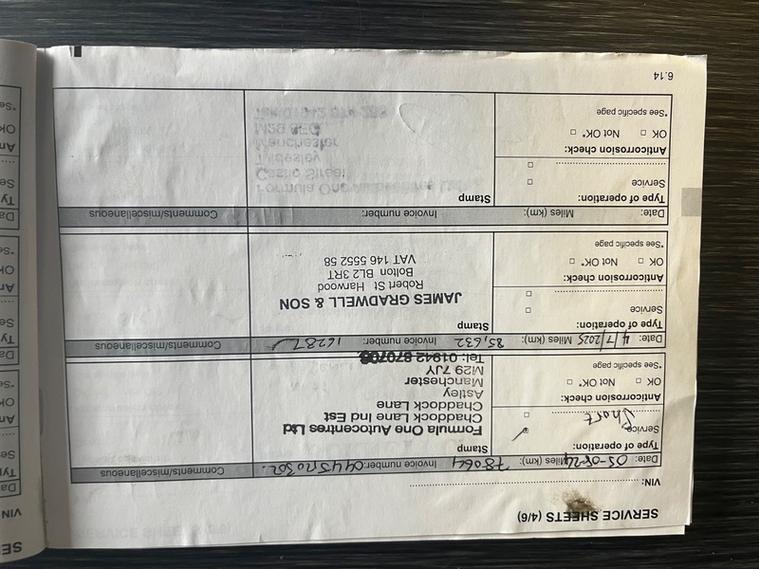 SERVICE SHEETS (4/6)
VIN:
Date: 05-08-24 Miles (km): 78064 Invoice number: Comments/miscellaneous
Type of operation: Stamp
Service
Short
Anticorrosion check:
OK Not OK*
*See specific page
Formula One Autocentres Ltd
Chaddock Lane Ind Est
Chaddock Lane
Astley
Manchester
M29 7JY
Tel: 01942 870703
Date: 4/7/2025 Miles (km): 85,632 Invoice number: 16287 Comments/miscellaneous
Type of operation: Stamp
Service
Anticorrosion check:
OK Not OK*
*See specific page
JAMES GRADWELL & SON
Robert St Harwood
Bolton BL2 3RT
VAT 146 5552 58
Date: Miles (km): Invoice number: Comments/miscellaneous
Type of operation: Stamp
Service
Anticorrosion check:
OK Not OK*
*See specific page
6.14